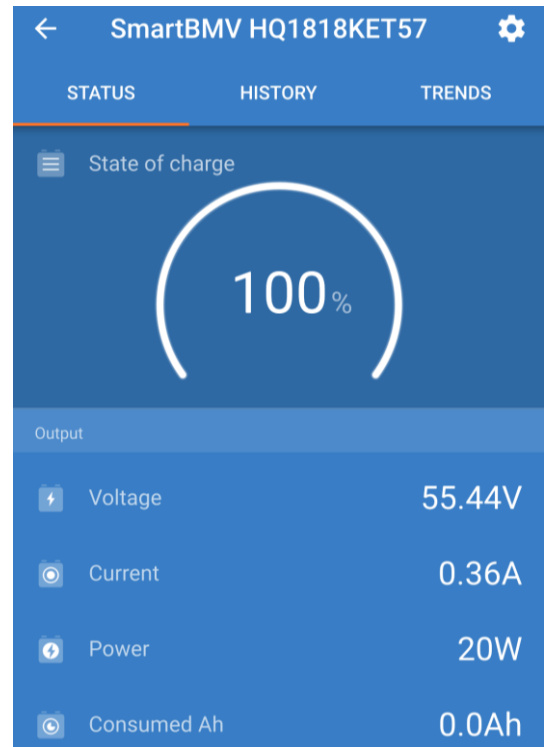 SmartBMV HQ1818KET57
STATUS HISTORY TRENDS
State of charge
100%
Output
Voltage 55.44V
Current 0.36A
Power 20W
Consumed Ah 0.0Ah